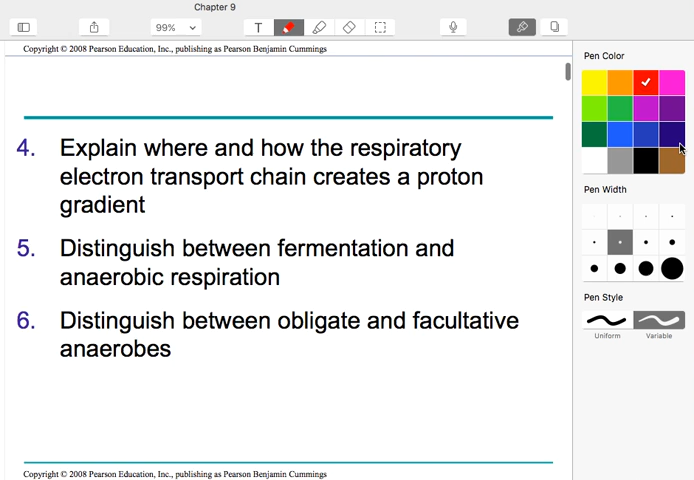 Chapter 9
99%
T
Copyright © 2008 Pearson Education, Inc., publishing as Pearson Benjamin Cummings
4. Explain where and how the respiratory
electron transport chain creates a proton
gradient
5. Distinguish between fermentation and
anaerobic respiration
6. Distinguish between obligate and facultative
anaerobes
Copyright © 2008 Pearson Education, Inc., publishing as Pearson Benjamin Cummings
Pen Color
Pen Width
Pen Style
Uniform Variable